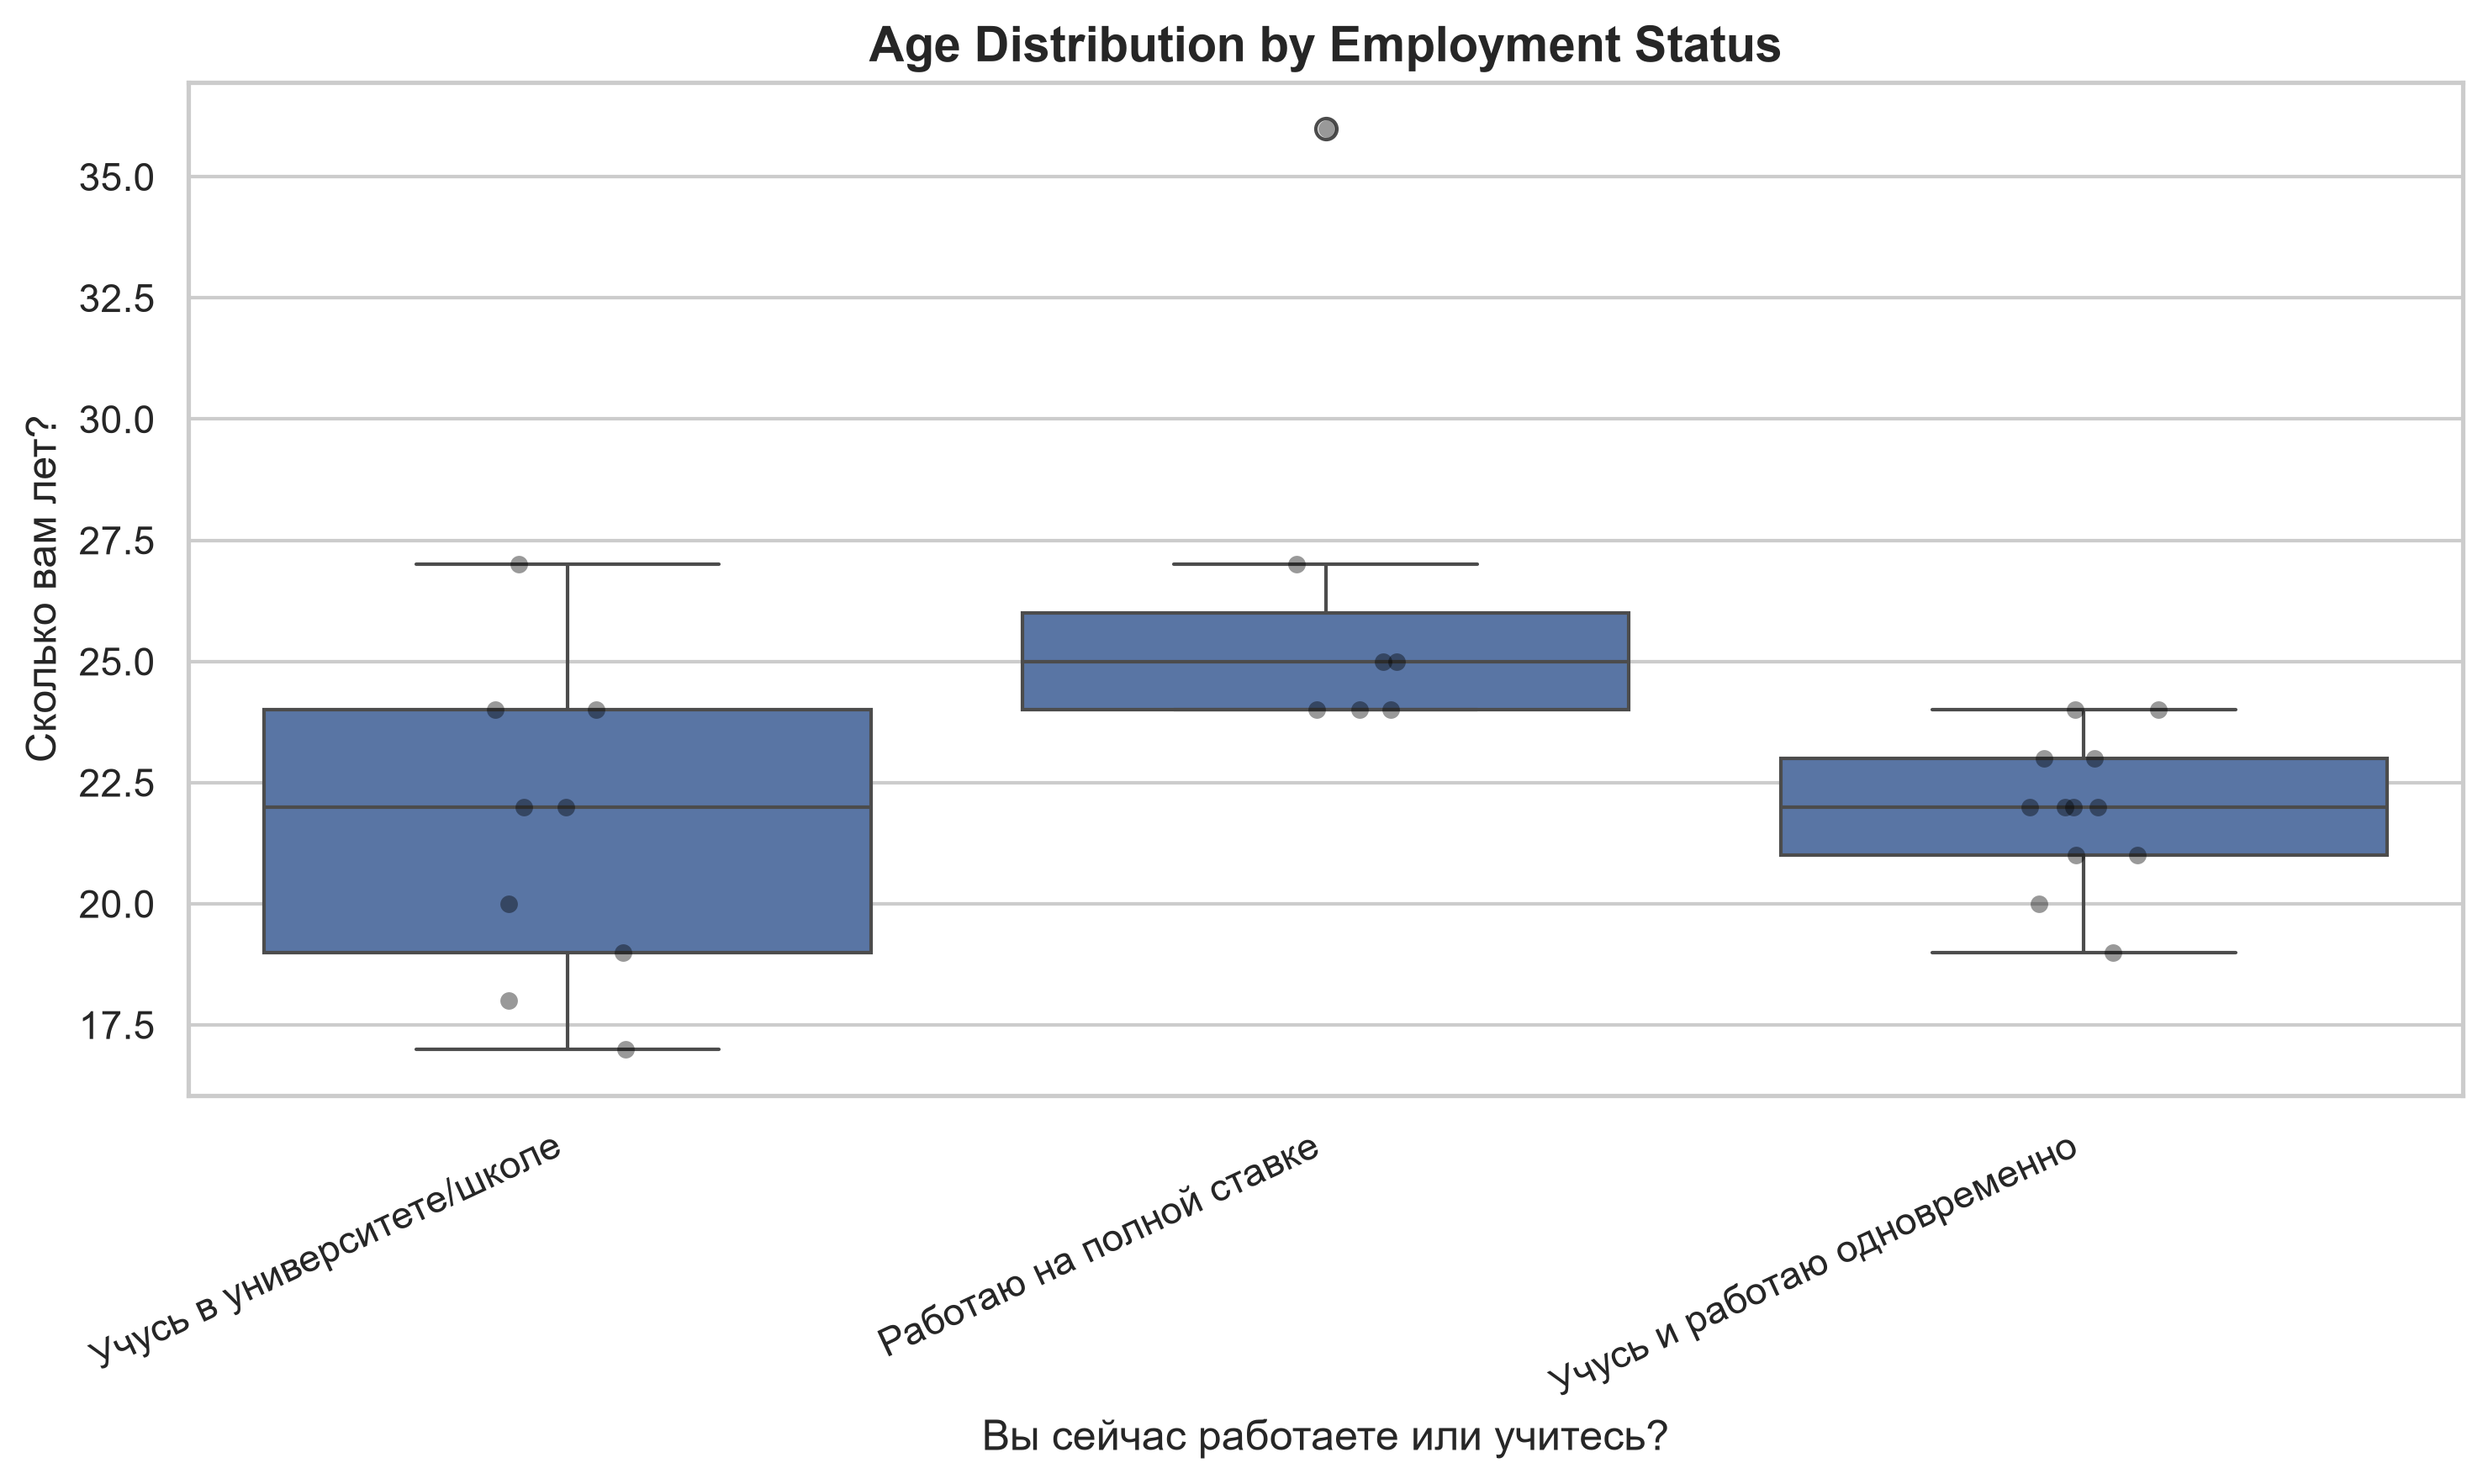 Age Distribution by Employment Status
Сколько вам лет?
35.0
32.5
30.0
27.5
25.0
22.5
20.0
17.5
Учусь в университете/школе
Работаю на полной ставке
Учусь и работаю одновременно
Вы сейчас работаете или учитесь?